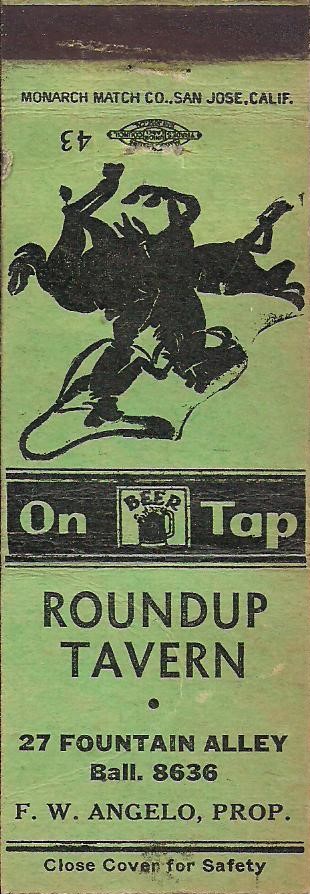 MONARCH MATCH CO., SAN JOSE, CALIF.
43
On BEER Tap
ROUNDUP
TAVERN
27 FOUNTAIN ALLEY
Ball. 8636
F. W. ANGELO, PROP.
Close Cover for Safety